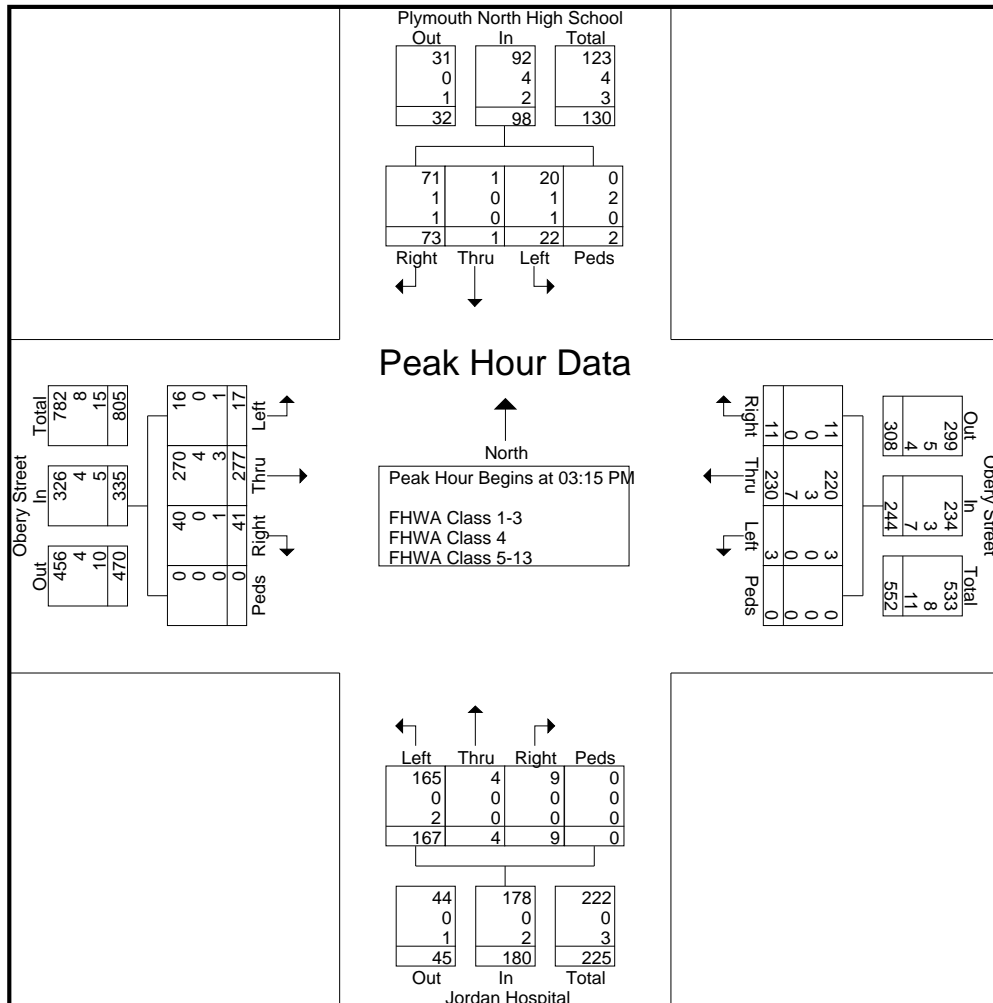 Plymouth North High School
Out In Total
31 92 123
0 4 4
1 2 3
32 98 130
71 1 20 0
1 0 1 2
1 0 1 0
73 1 22 2
Right Thru Left Peds
Peak Hour Data
North
Peak Hour Begins at 03:15 PM
FHWA Class 1-3
FHWA Class 4
FHWA Class 5-13
Obery Street
Out In Total
456 326 782
4 4 8
10 5 15
470 335 805
Peds Right Thru Left
0 40 270 16
0 0 4 0
0 1 3 1
0 41 277 17
Obery Street
Out In Total
299 234 533
5 3 8
4 7 11
308 244 552
Right Thru Left Peds
11 220 3 0
0 3 0 0
0 7 0 0
11 230 3 0
Left Thru Right Peds
165 4 9 0
0 0 0 0
2 0 0 0
167 4 9 0
44 178 222
0 0 0
1 2 3
45 180 225
Out In Total
Jordan Hospital